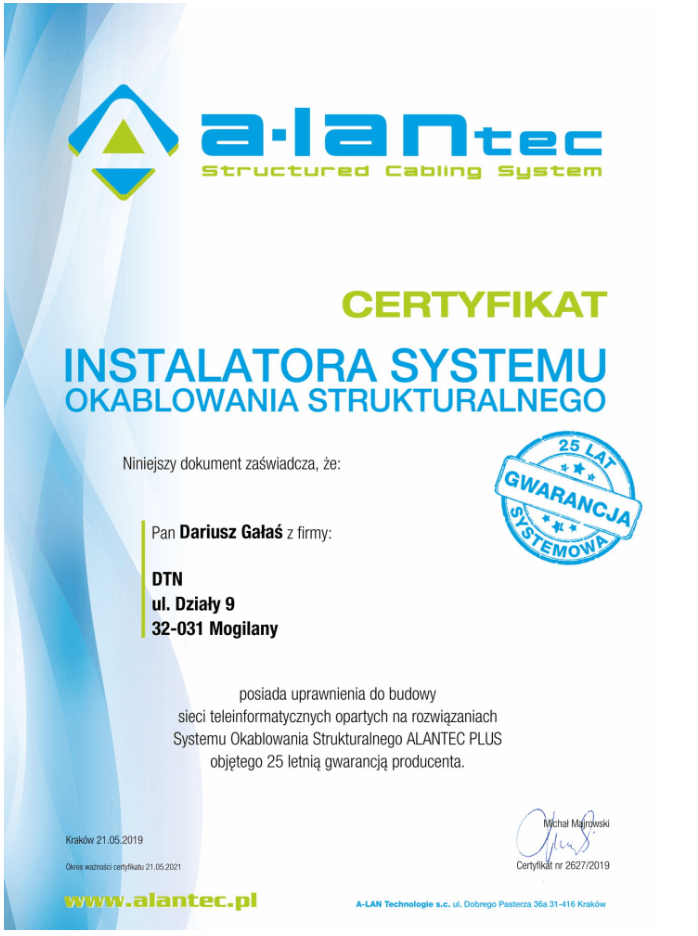 a·lantec
Structured Cabling System
CERTYFIKAT
INSTALATORA SYSTEMU
OKABLOWANIA STRUKTURALNEGO
Niniejszy dokument zaświadcza, że:
25 LAT
GWARANCJA
SYSTEMOWA
Pan Dariusz Gałaś z firmy:
DTN
ul. Działy 9
32-031 Mogilany
posiada uprawnienia do budowy
sieci teleinformatycznych opartych na rozwiązaniach
Systemu Okablowania Strukturalnego ALANTEC PLUS
objętego 25 letnią gwarancją producenta.
Michał Majrowski
Kraków 21.05.2019
Certyfikat nr 2627/2019
Okres ważności certyfikatu 21.05.2021
www.alantec.pl
A-LAN Technologie s.c. ul. Dobrego Pasterza 36a 31-416 Kraków